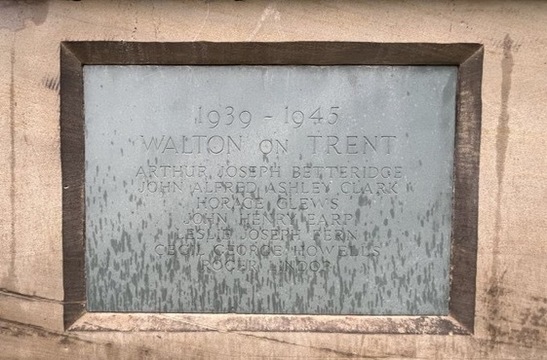 1939 - 1945
WALTON ON TRENT
ARTHUR JOSEPH BETTERIDGE
JOHN ALFRED ASHLEY CLARK
HORACE CLEWS
JOHN HENRY EARP
LESLIE JOSEPH FERN
CECIL GEORGE HOWELLS
ROGER